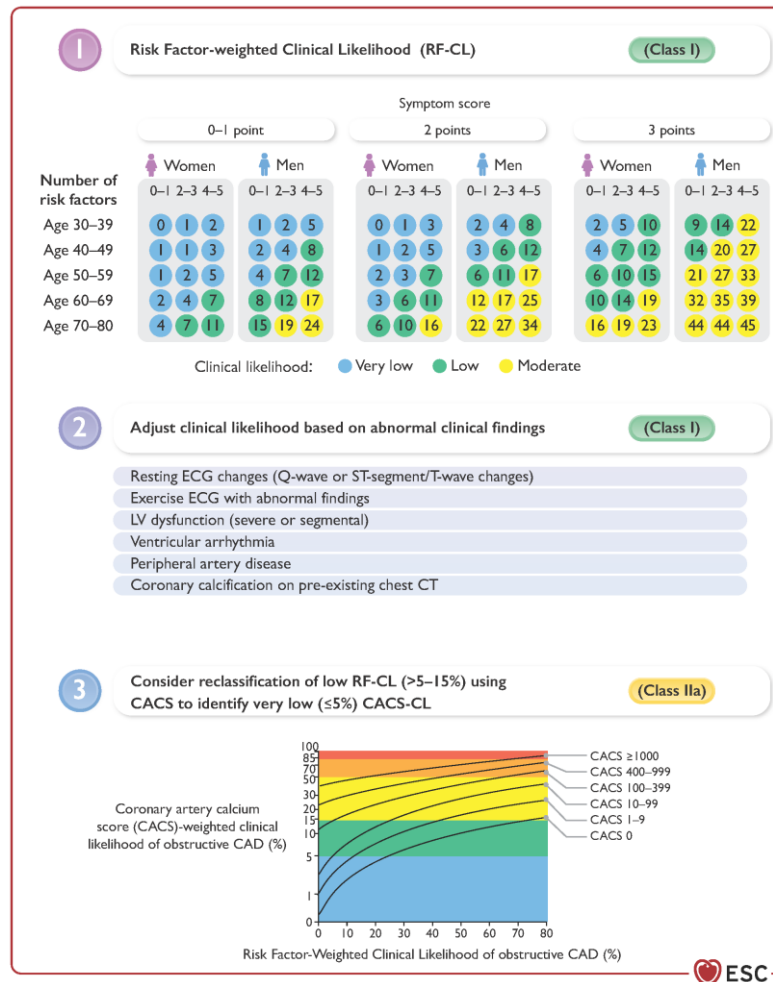 1 Risk Factor-weighted Clinical Likelihood (RF-CL) (Class I)
Symptom score
0–1 point 2 points 3 points
Women Men Women Men Women Men
Number of
risk factors
0–1 2–3 4–5 0–1 2–3 4–5 0–1 2–3 4–5 0–1 2–3 4–5 0–1 2–3 4–5 0–1 2–3 4–5
Age 30–39 0 1 2 1 2 5 0 1 3 2 4 8 2 5 10 9 14 22
Age 40–49 1 1 3 2 4 8 1 2 5 3 6 12 4 7 12 14 20 27
Age 50–59 1 2 5 4 7 12 2 3 7 6 11 17 6 10 15 21 27 33
Age 60–69 2 4 7 8 12 17 3 6 11 12 17 25 10 14 19 32 35 39
Age 70–80 4 7 11 15 19 24 6 10 16 22 27 34 16 19 23 44 44 45
Clinical likelihood: Very low Low Moderate
2 Adjust clinical likelihood based on abnormal clinical findings (Class I)
Resting ECG changes (Q-wave or ST-segment/T-wave changes)
Exercise ECG with abnormal findings
LV dysfunction (severe or segmental)
Ventricular arrhythmia
Peripheral artery disease
Coronary calcification on pre-existing chest CT
3 Consider reclassification of low RF-CL (>5–15%) using
CACS to identify very low (≤5%) CACS-CL
(Class IIa)
Coronary artery calcium
score (CACS)-weighted clinical
likelihood of obstructive CAD (%)
100
85
70
50
30
20
15
10
5
1
0
CACS ≥1000
CACS 400–999
CACS 100–399
CACS 10–99
CACS 1–9
CACS 0
0 10 20 30 40 50 60 70 80
Risk Factor-Weighted Clinical Likelihood of obstructive CAD (%)
ESC